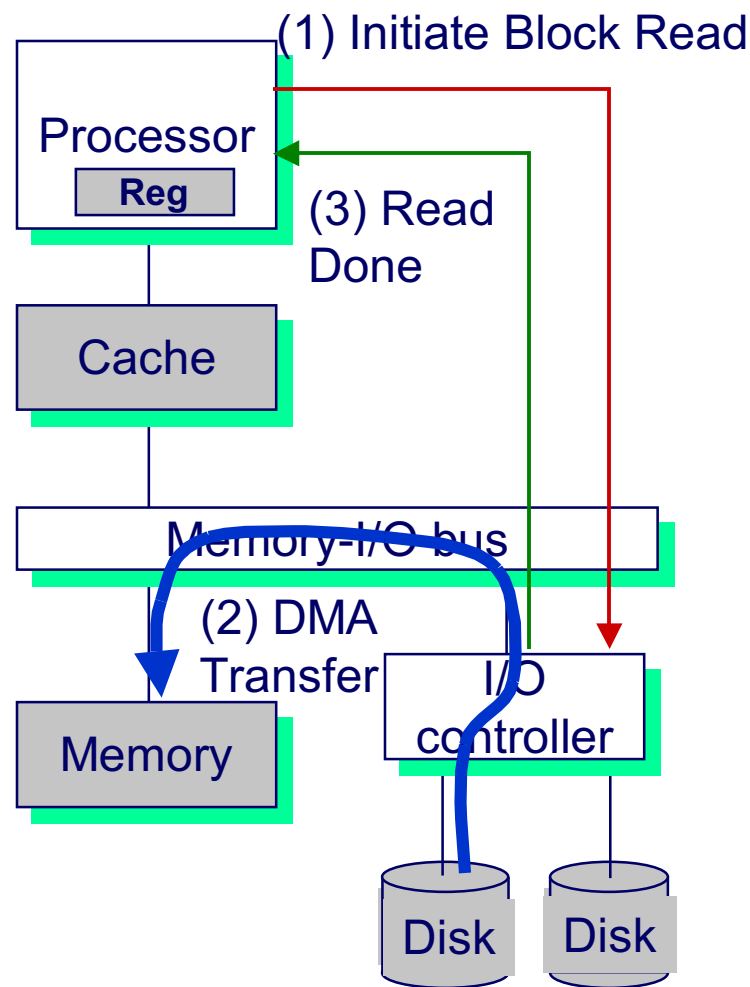 (1) Initiate Block Read
Processor
Reg
(3) Read
Done
Cache
Memory-I/O bus
(2) DMA
Transfer
I/O
controller
Memory
Disk
Disk